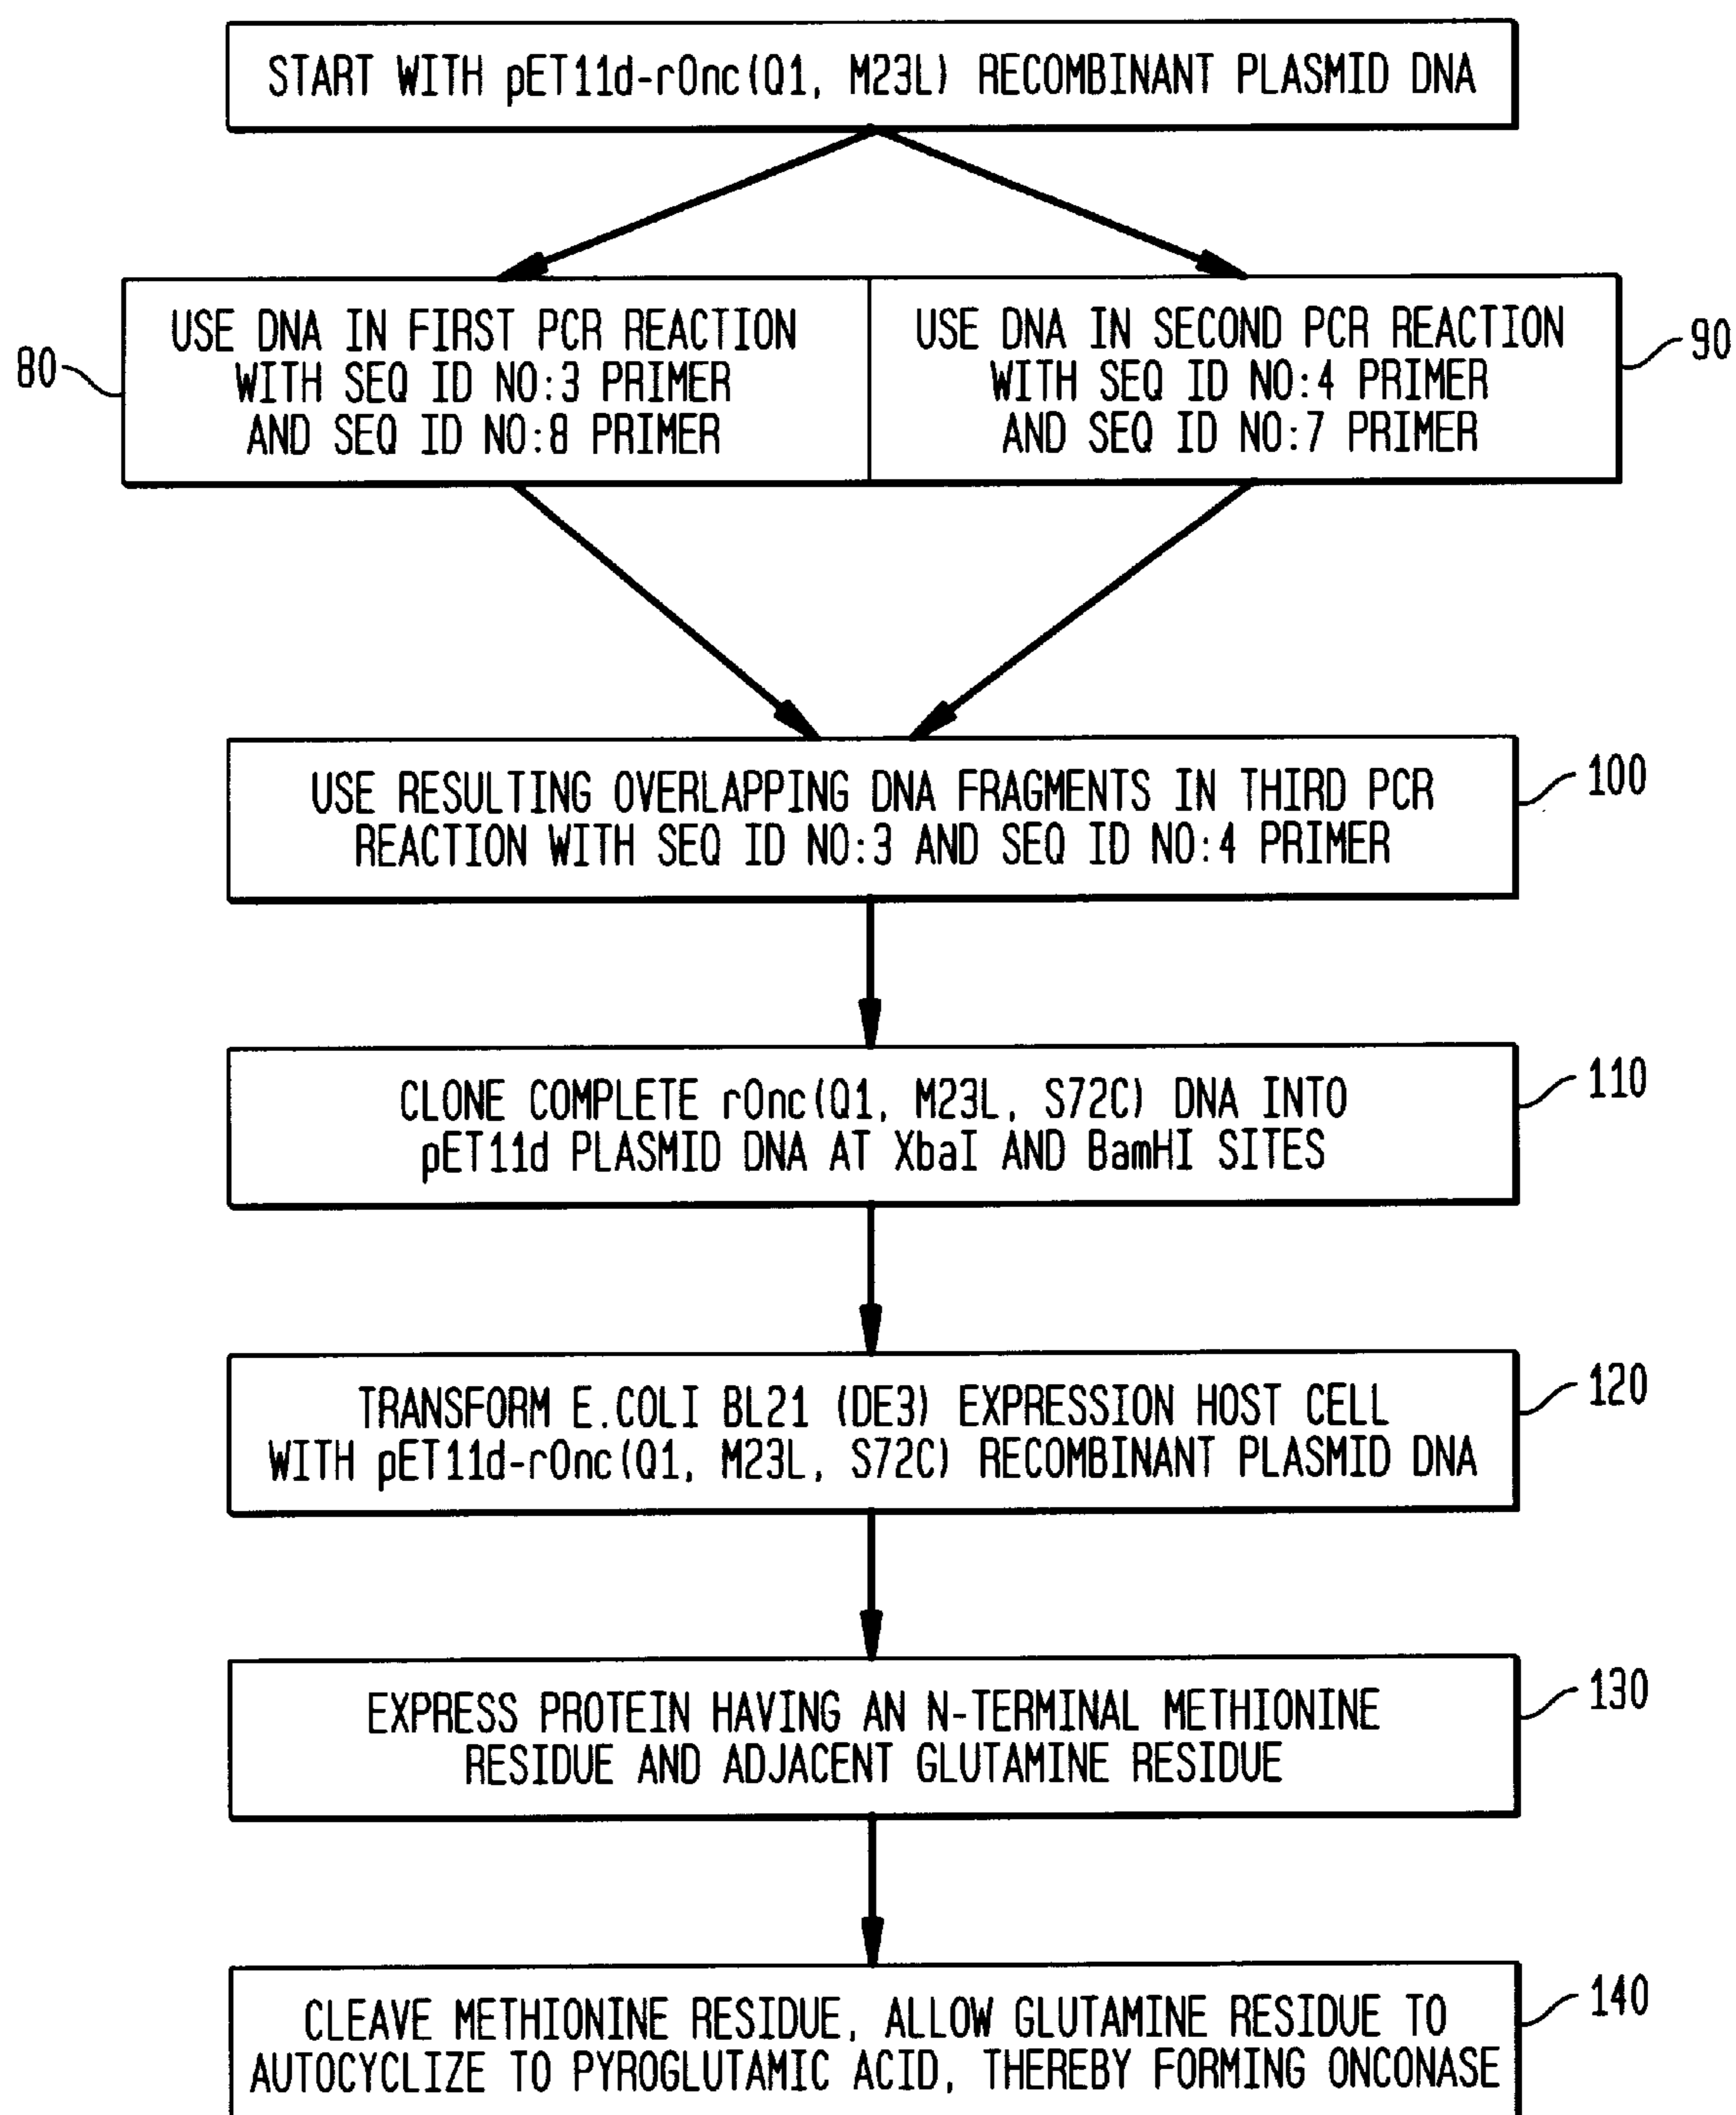 START WITH pET11d-rOnc(Q1, M23L) RECOMBINANT PLASMID DNA
80
USE DNA IN FIRST PCR REACTION
WITH SEQ ID NO:3 PRIMER
AND SEQ ID NO:8 PRIMER
USE DNA IN SECOND PCR REACTION
WITH SEQ ID NO:4 PRIMER
AND SEQ ID NO:7 PRIMER
90
USE RESULTING OVERLAPPING DNA FRAGMENTS IN THIRD PCR
REACTION WITH SEQ ID NO:3 AND SEQ ID NO:4 PRIMER
100
CLONE COMPLETE rOnc(Q1, M23L, S72C) DNA INTO
pET11d PLASMID DNA AT XbaI AND BamHI SITES
110
TRANSFORM E.COLI BL21 (DE3) EXPRESSION HOST CELL
WITH pET11d-rOnc(Q1, M23L, S72C) RECOMBINANT PLASMID DNA
120
EXPRESS PROTEIN HAVING AN N-TERMINAL METHIONINE
RESIDUE AND ADJACENT GLUTAMINE RESIDUE
130
CLEAVE METHIONINE RESIDUE, ALLOW GLUTAMINE RESIDUE TO
AUTOCYCLIZE TO PYROGLUTAMIC ACID, THEREBY FORMING ONCONASE
140